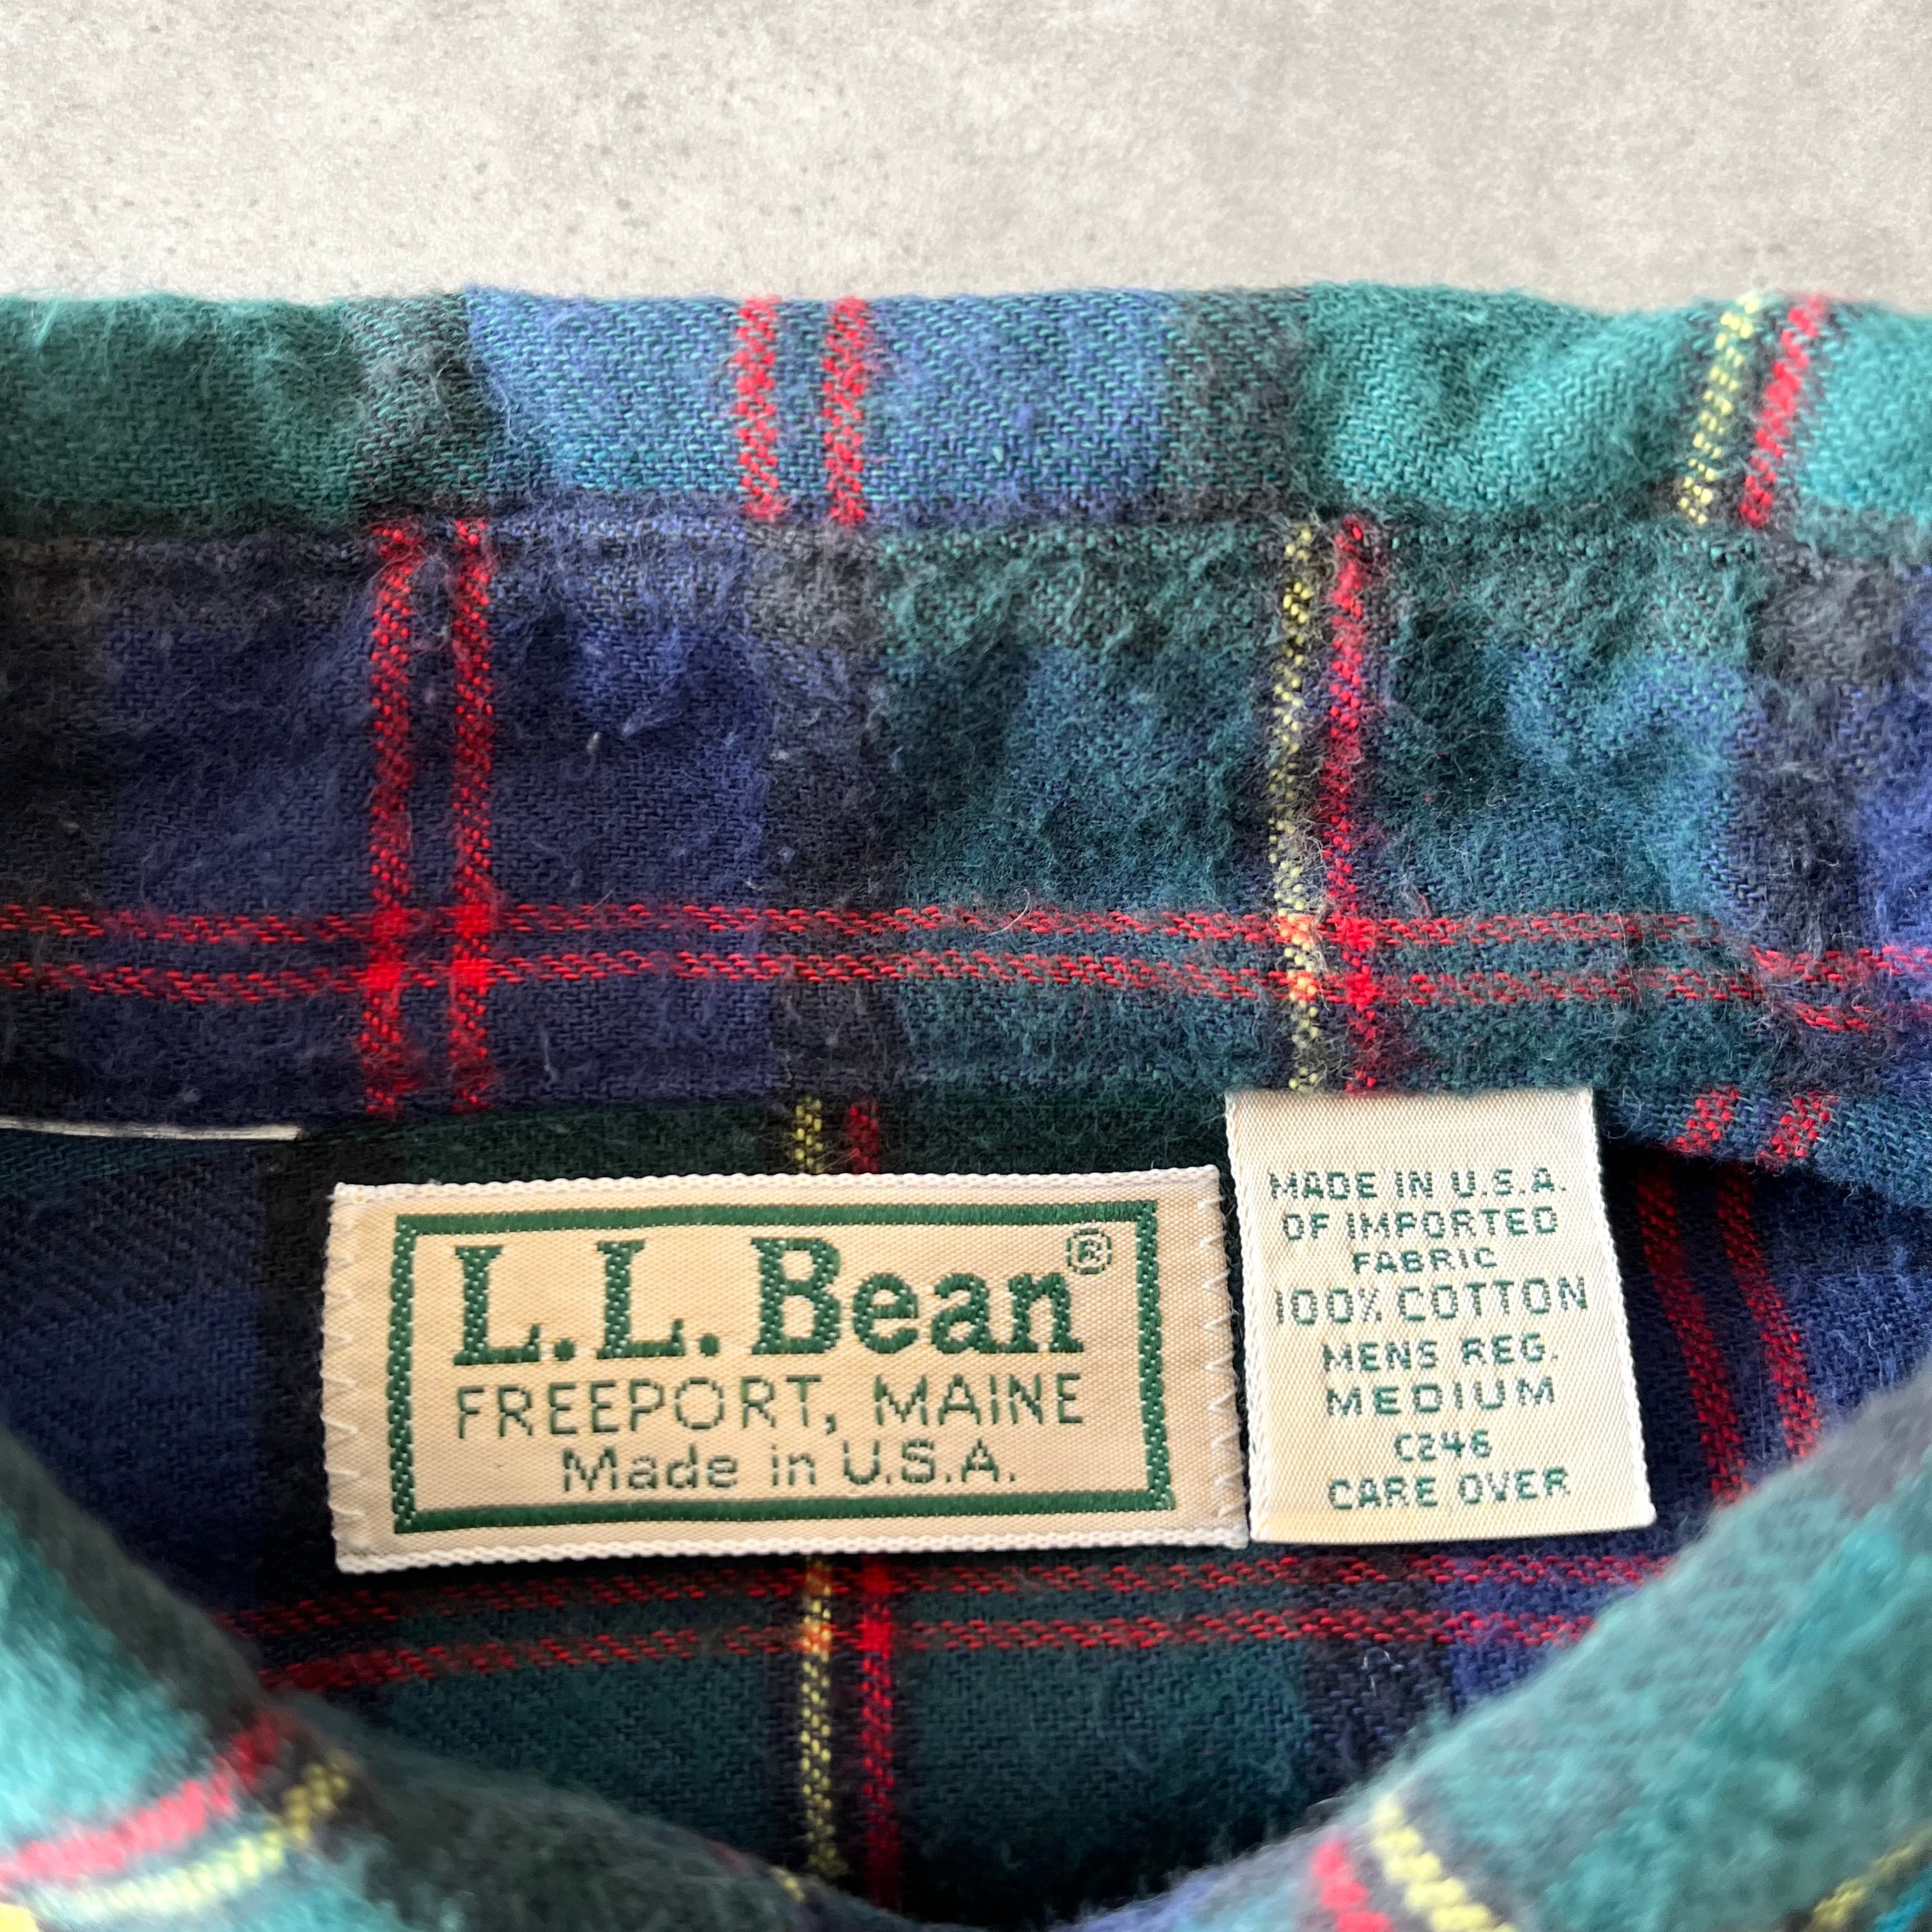 L.L.Bean®
FREEPORT, MAINE
Made in U.S.A.
MADE IN U.S.A.
OF IMPORTED
FABRIC
100% COTTON
MENS REG.
MEDIUM
C246
CARE OVER